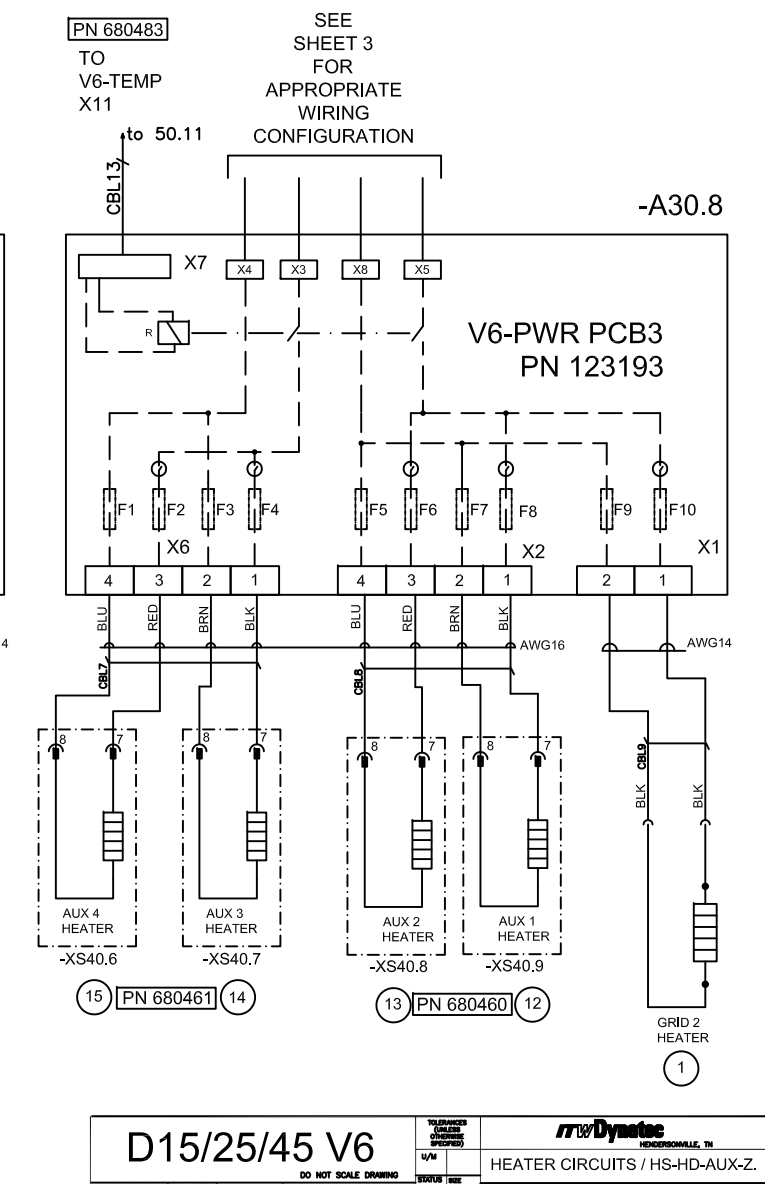 PN 680483
TO
V6-TEMP
X11
to 50.11
CBL13
SEE
SHEET 3
FOR
APPROPRIATE
WIRING
CONFIGURATION
-A30.8
X7
X4
X3
X8
X5
R
V6-PWR PCB3
PN 123193
F1
F2
F3
F4
F5
F6
F7
F8
F9
F10
X6
X2
X1
4
3
2
1
4
3
2
1
2
1
BLU
RED
BRN
BLK
BLU
RED
BRN
BLK
4
AWG16
AWG14
CBL7
CBL8
CBL9
BLK
BLK
8
7
8
7
8
7
8
7
AUX 4
HEATER
AUX 3
HEATER
AUX 2
HEATER
AUX 1
HEATER
-XS40.6
-XS40.7
-XS40.8
-XS40.9
15
PN 680461
14
13
PN 680460
12
GRID 2
HEATER
1
D15/25/45 V6
DO NOT SCALE DRAWING
TOLERANCES
(UNLESS
OTHERWISE
SPECIFIED)
U/M
STATUS
SIZE
ITW Dynatec
HENDERSONVILLE, TN
HEATER CIRCUITS / HS-HD-AUX-Z.